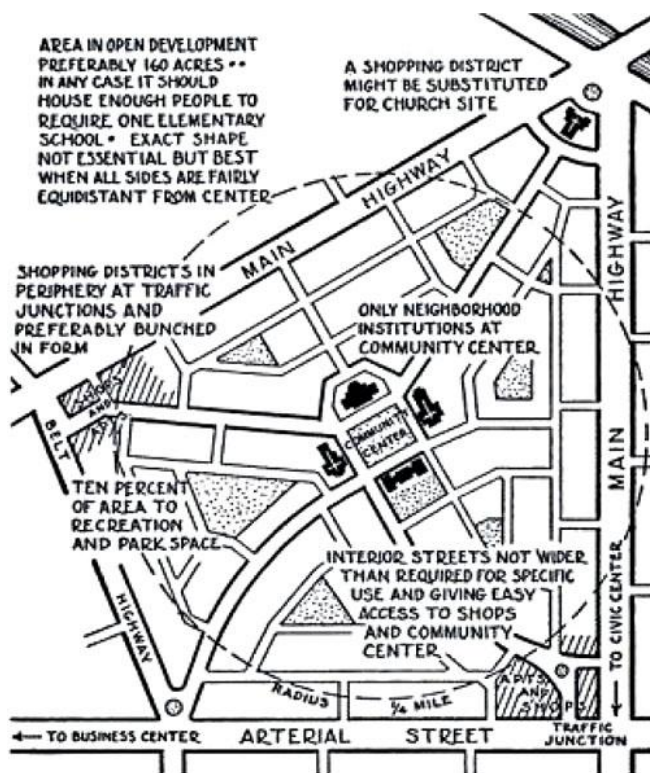 AREA IN OPEN DEVELOPMENT
PREFERABLY 160 ACRES ••
IN ANY CASE IT SHOULD
HOUSE ENOUGH PEOPLE TO
REQUIRE ONE ELEMENTARY
SCHOOL • EXACT SHAPE
NOT ESSENTIAL BUT BEST
WHEN ALL SIDES ARE FAIRLY
EQUIDISTANT FROM CENTER
A SHOPPING DISTRICT
MIGHT BE SUBSTITUTED
FOR CHURCH SITE
MAIN HIGHWAY
HIGHWAY
MAIN
SHOPPING DISTRICTS IN
PERIPHERY AT TRAFFIC
JUNCTIONS AND
PREFERABLY BUNCHED
IN FORM
ONLY NEIGHBORHOOD
INSTITUTIONS AT
COMMUNITY CENTER
SHOPS
AND
BELT
HIGHWAY
COMMUNITY
CENTER
TEN PERCENT
OF AREA TO
RECREATION
AND PARK SPACE
INTERIOR STREETS NOT WIDER
THAN REQUIRED FOR SPECIFIC
USE AND GIVING EASY
ACCESS TO SHOPS
AND COMMUNITY
CENTER
TO CIVIC CENTER
RADIUS
1/4 MILE
APTS
AND
SHOPS
TO BUSINESS CENTER
ARTERIAL STREET
TRAFFIC
JUNCTION